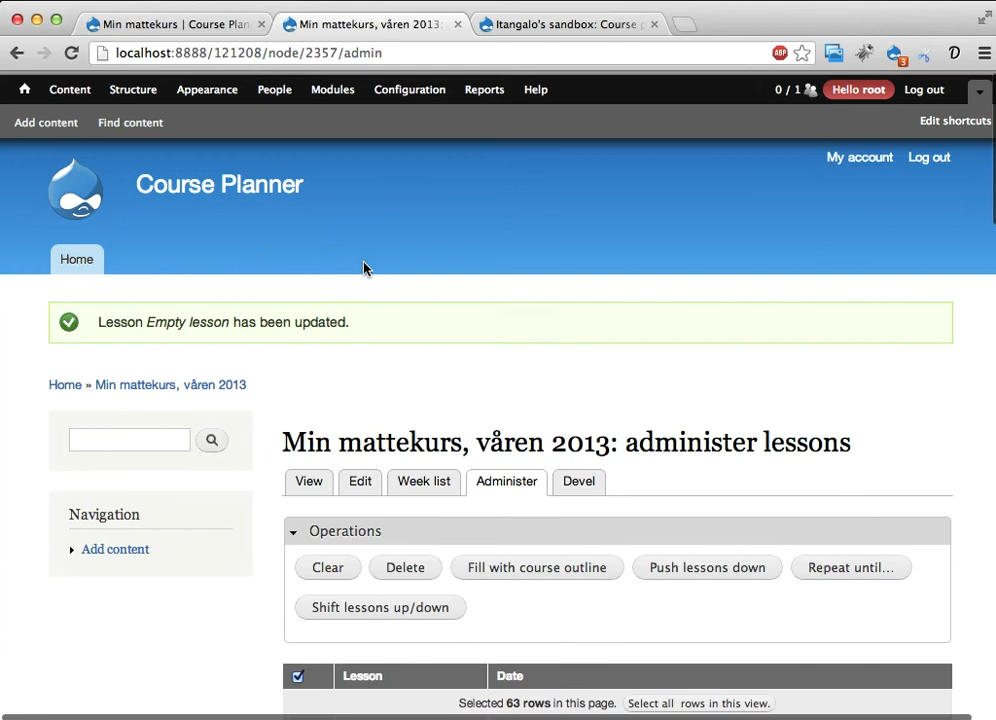 Min mattekurs | Course Plan
Min mattekurs, våren 2013:
Itangalo's sandbox: Course p
localhost:8888/121208/node/2357/admin
ABP
3
D
Content Structure Appearance People Modules Configuration Reports Help
0 / 1 Hello root Log out
Add content Find content
Edit shortcuts
My account Log out
Course Planner
Home
Lesson Empty lesson has been updated.
Home » Min mattekurs, våren 2013
Min mattekurs, våren 2013: administer lessons
View Edit Week list Administer Devel
Navigation
Add content
Operations
Clear Delete Fill with course outline Push lessons down Repeat until...
Shift lessons up/down
Lesson Date
Selected 63 rows in this page. Select all rows in this view.